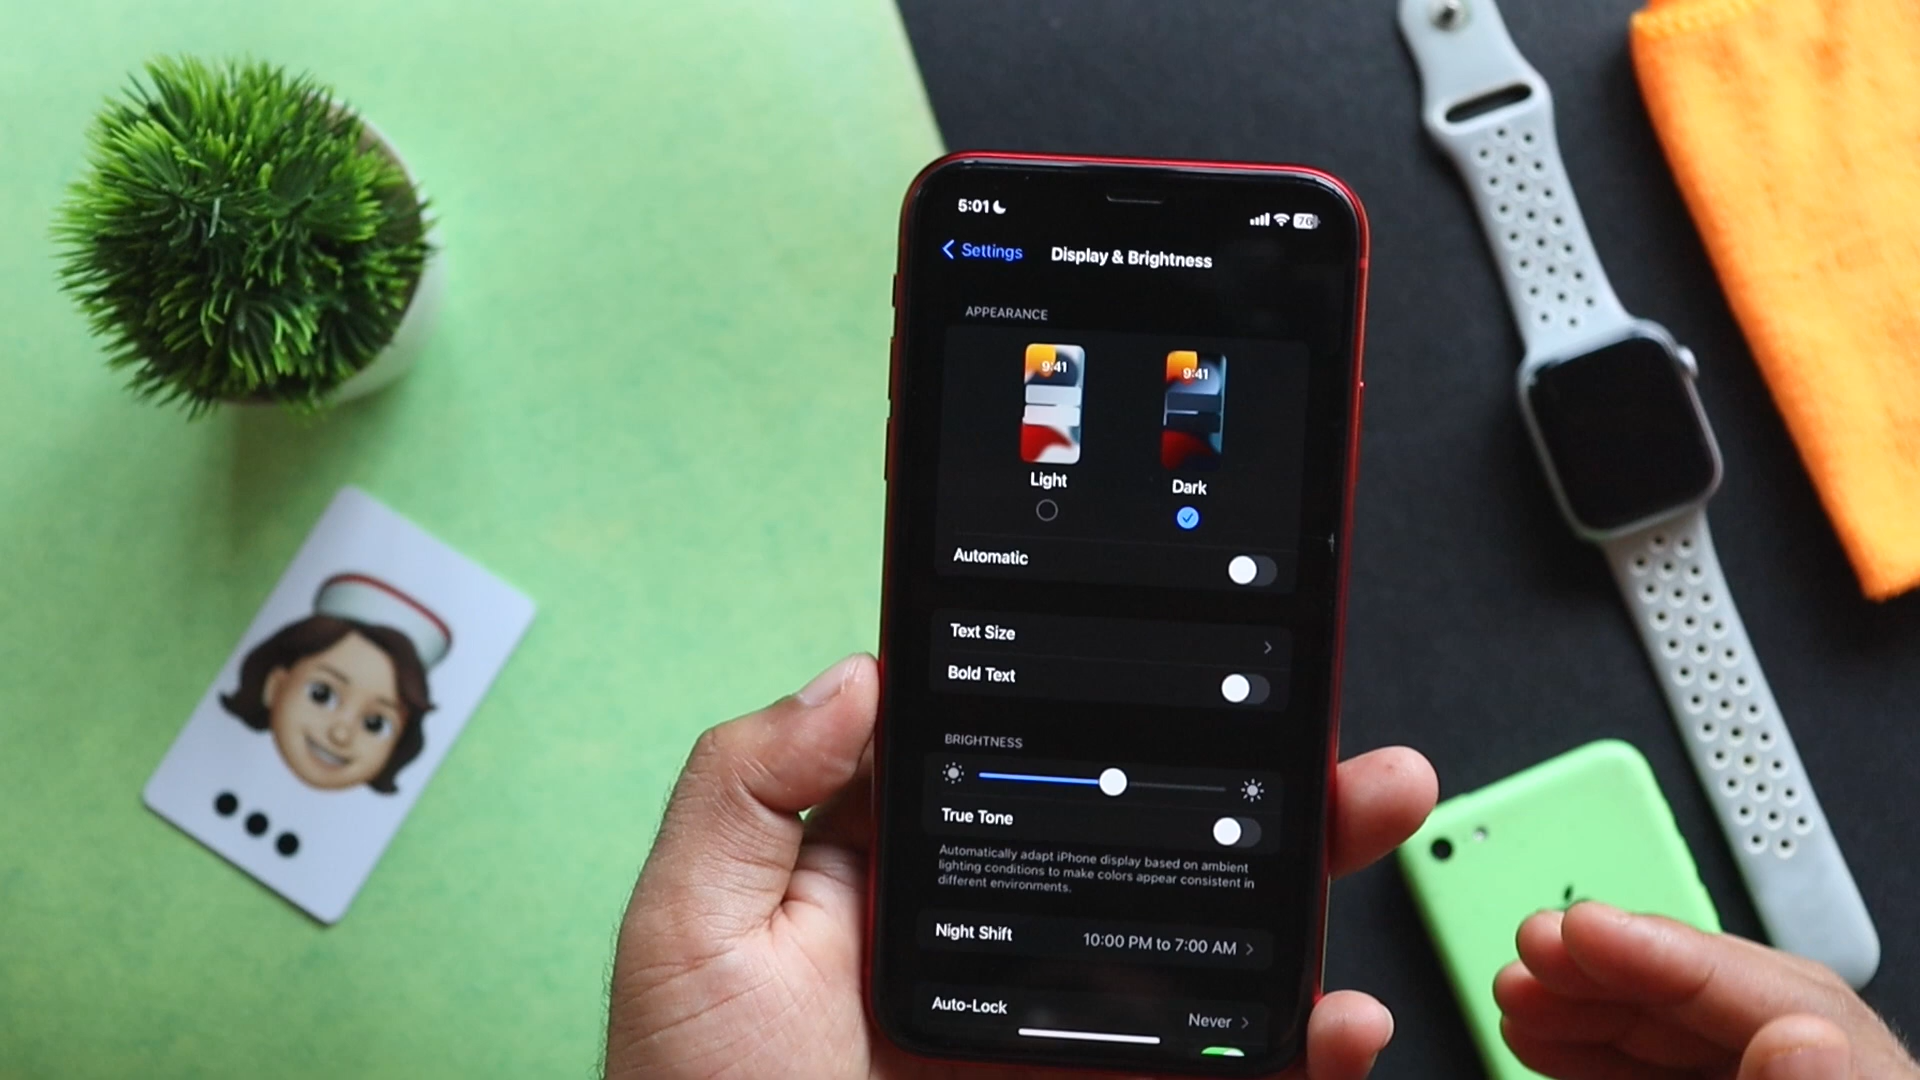 5:01
76
Settings
Display & Brightness
APPEARANCE
9:41
9:41
Light
Dark
Automatic
Text Size
Bold Text
BRIGHTNESS
True Tone
Automatically adapt iPhone display based on ambient
lighting conditions to make colors appear consistent in
different environments.
Night Shift
10:00 PM to 7:00 AM
Auto-Lock
Never